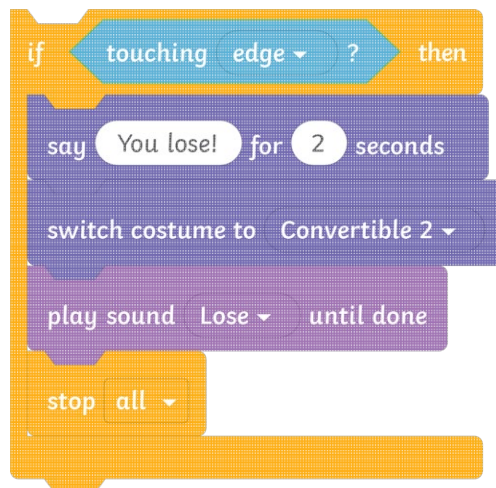 if touching edge ? then
say You lose! for 2 seconds
switch costume to Convertible 2
play sound Lose until done
stop all